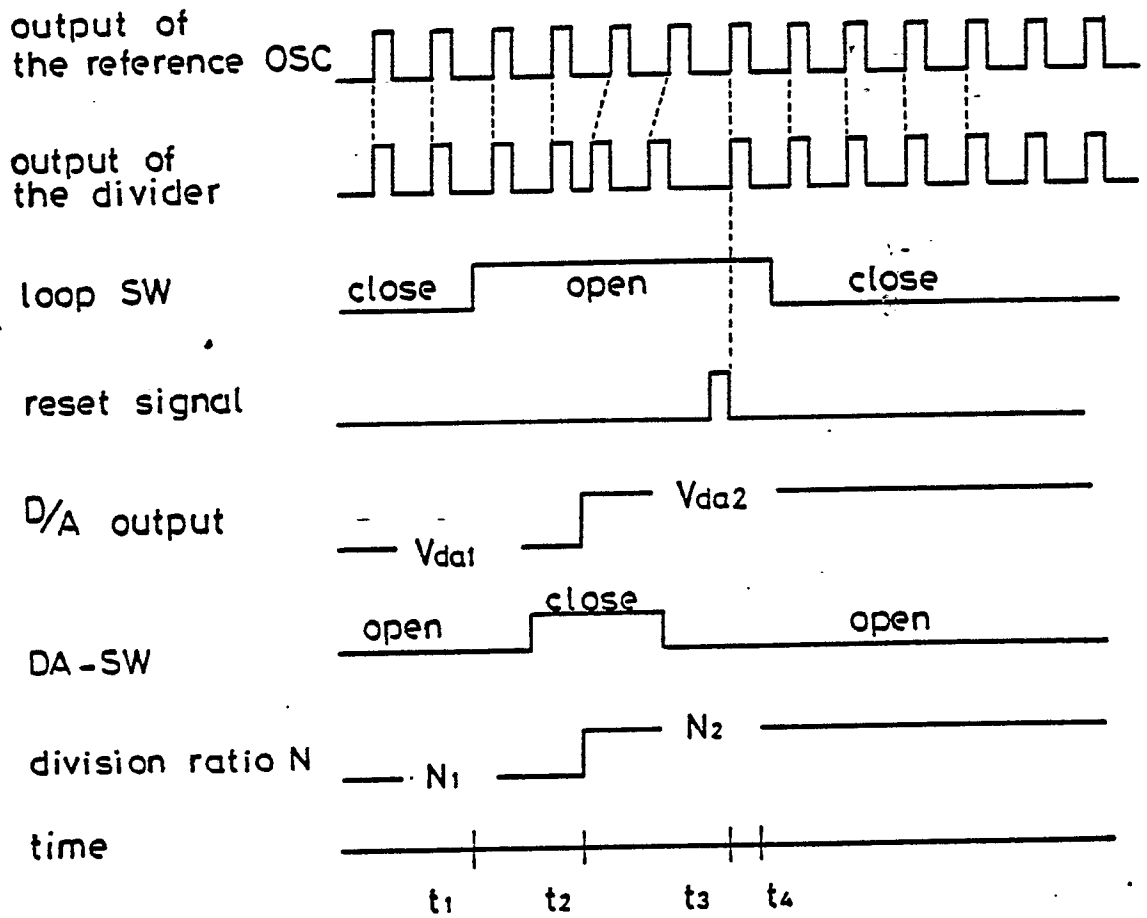 output of
the reference OSC
output of
the divider
loop SW
close
open
close
reset signal
D/A output
Vda1
Vda2
DA-SW
open
close
open
division ratio N
N1
N2
time
t1
t2
t3
t4